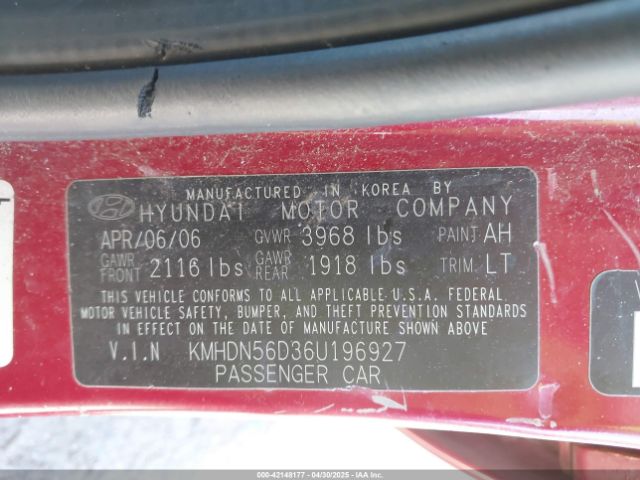 MANUFACTURED IN KOREA BY
HYUNDAI MOTOR COMPANY
APR/06/06 GVWR 3968 lbs PAINT AH
GAWR FRONT 2116 lbs GAWR REAR 1918 lbs TRIM LT
THIS VEHICLE CONFORMS TO ALL APPLICABLE U.S.A. FEDERAL
MOTOR VEHICLE SAFETY, BUMPER, AND THEFT PREVENTION STANDARDS
IN EFFECT ON THE DATE OF MANUFACTURE SHOWN ABOVE
V.I.N KMHDN56D36U196927
PASSENGER CAR
000-42148177 - 04/30/2025 - IAAI.CA